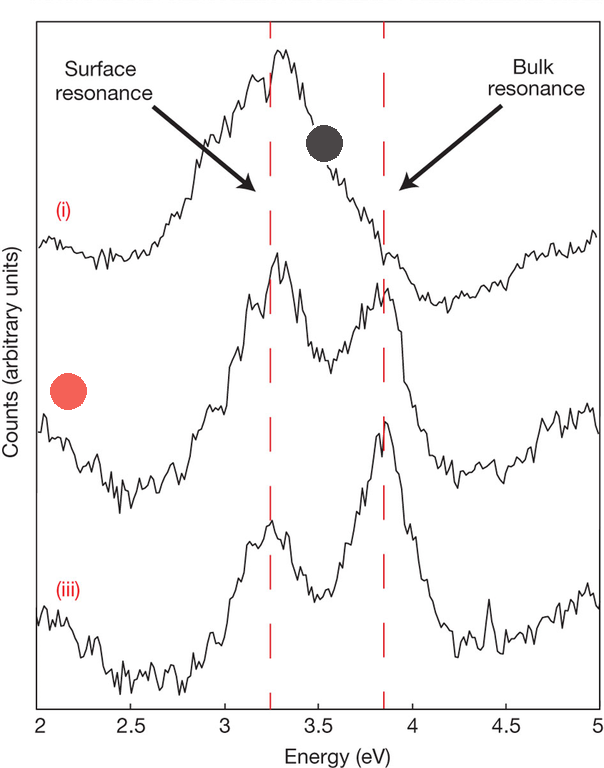 Surface
resonance
Bulk
resonance
(i)
(iii)
Counts (arbitrary units)
2
2.5
3
3.5
4
4.5
5
Energy (eV)